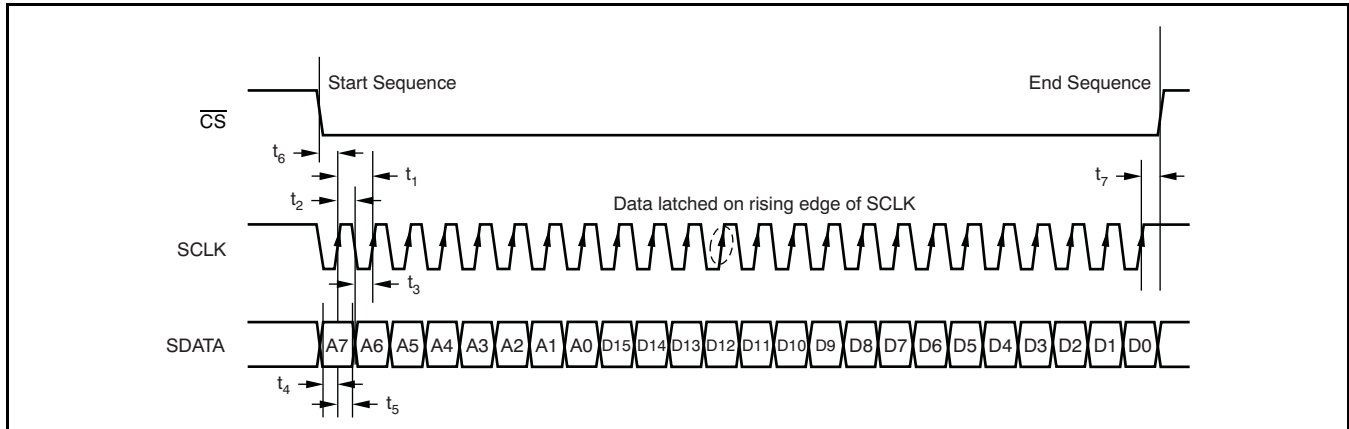 Start Sequence
End Sequence
CS
t6
t1
t7
t2
Data latched on rising edge of SCLK
SCLK
t3
SDATA
A7 A6 A5 A4 A3 A2 A1 A0 D15 D14 D13 D12 D11 D10 D9 D8 D7 D6 D5 D4 D3 D2 D1 D0
t4
t5